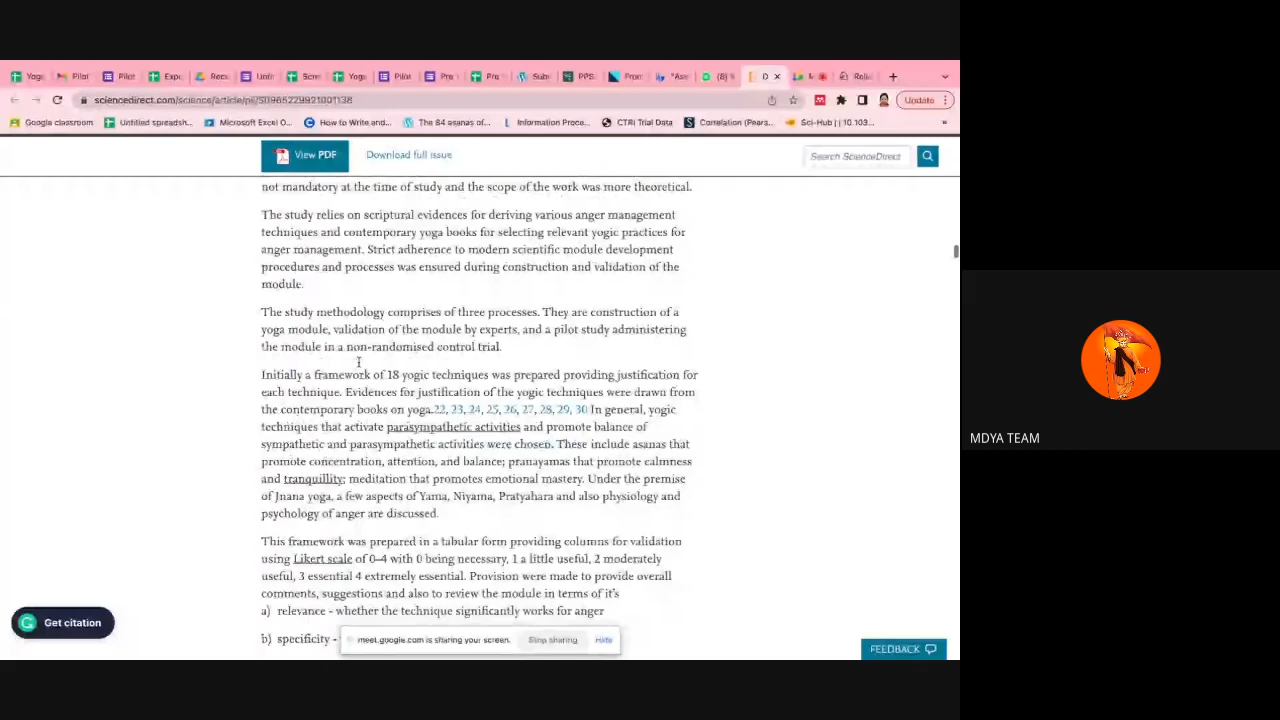 Yoga
Pilot
Pilot
Recu
Yoga
Pilot
Pre
Pre
Subm
PPS
D
sciencedirect.com/science/article/pii/S0965229921001138
Update
Google classroom
Untitled spreadsh...
Microsoft Excel O...
How to Write and...
The 84 asanas of...
Information Proce...
CTRI Trial Data
Correlation (Pears...
Sci-Hub | | 10.103...
»
View PDF
Download full issue
Search ScienceDirect
not mandatory at the time of study and the scope of the work was more theoretical.
The study relies on scriptural evidences for deriving various anger management
techniques and contemporary yoga books for selecting relevant yogic practices for
anger management. Strict adherence to modern scientific module development
procedures and processes was ensured during construction and validation of the
module.
The study methodology comprises of three processes. They are construction of a
yoga module, validation of the module by experts, and a pilot study administering
the module in a non-randomised control trial.
Initially a framework of 18 yogic techniques was prepared providing justification for
each technique. Evidences for justification of the yogic techniques were drawn from
the contemporary books on yoga.22, 23, 24, 25, 26, 27, 28, 29, 30 In general, yogic
techniques that activate parasympathetic activities and promote balance of
sympathetic and parasympathetic activities were chosen. These include asanas that
promote concentration, attention, and balance; pranayamas that promote calmness
and tranquillity; meditation that promotes emotional mastery. Under the premise
of Jnana yoga, a few aspects of Yama, Niyama, Pratyahara and also physiology and
psychology of anger are discussed.
This framework was prepared in a tabular form providing columns for validation
using Likert scale of 0–4 with 0 being necessary, 1 a little useful, 2 moderately
useful, 3 essential 4 extremely essential. Provision were made to provide overall
comments, suggestions and also to review the module in terms of it's
a) relevance - whether the technique significantly works for anger
b) specificity -
meet.google.com is sharing your screen.
Stop sharing
Hide
Get citation
FEEDBACK
MDYA TEAM